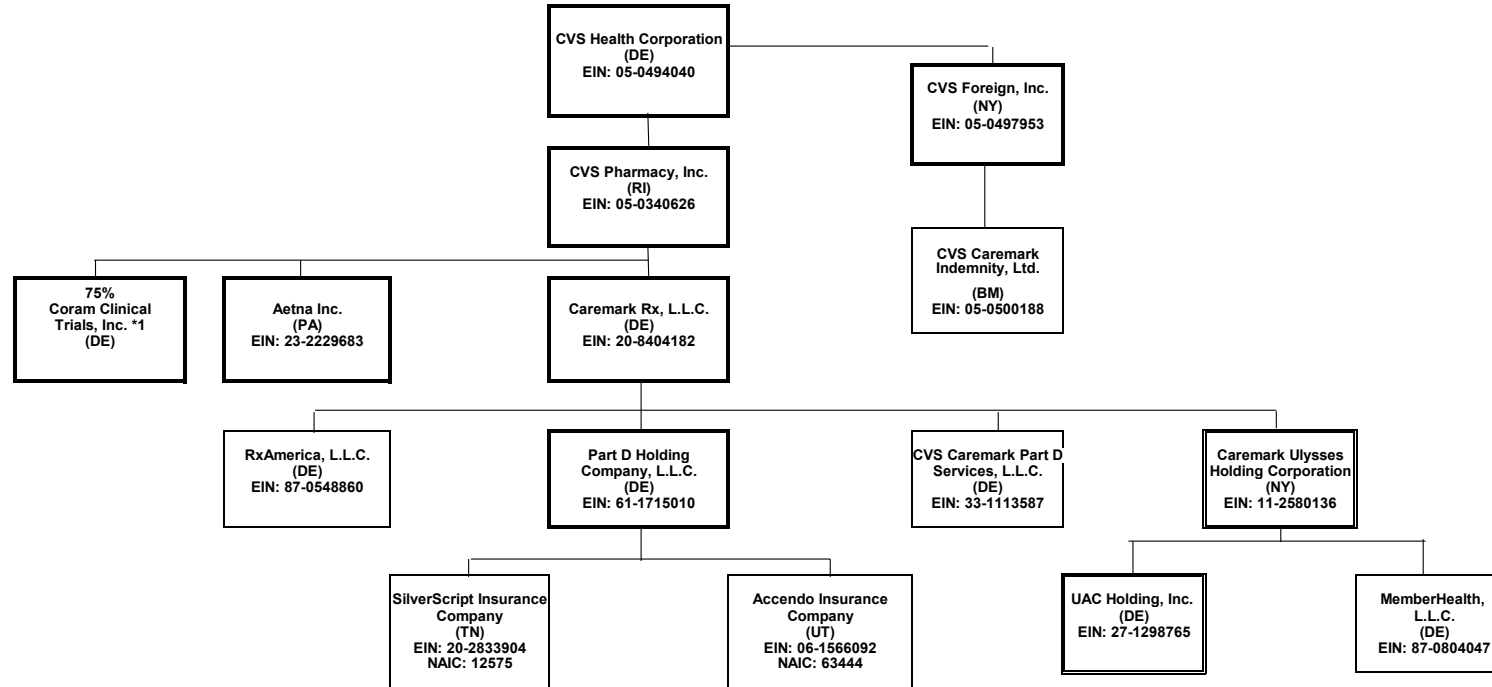 CVS Health Corporation
(DE)
EIN: 05-0494040
CVS Foreign, Inc.
(NY)
EIN: 05-0497953
CVS Pharmacy, Inc.
(RI)
EIN: 05-0340626
CVS Caremark
Indemnity, Ltd.
(BM)
EIN: 05-0500188
75%
Coram Clinical
Trials, Inc. *1
(DE)
Aetna Inc.
(PA)
EIN: 23-2229683
Caremark Rx, L.L.C.
(DE)
EIN: 20-8404182
RxAmerica, L.L.C.
(DE)
EIN: 87-0548860
Part D Holding
Company, L.L.C.
(DE)
EIN: 61-1715010
CVS Caremark Part D
Services, L.L.C.
(DE)
EIN: 33-1113587
Caremark Ulysses
Holding Corporation
(NY)
EIN: 11-2580136
SilverScript Insurance
Company
(TN)
EIN: 20-2833904
NAIC: 12575
Accendo Insurance
Company
(UT)
EIN: 06-1566092
NAIC: 63444
UAC Holding, Inc.
(DE)
EIN: 27-1298765
MemberHealth,
L.L.C.
(DE)
EIN: 87-0804047